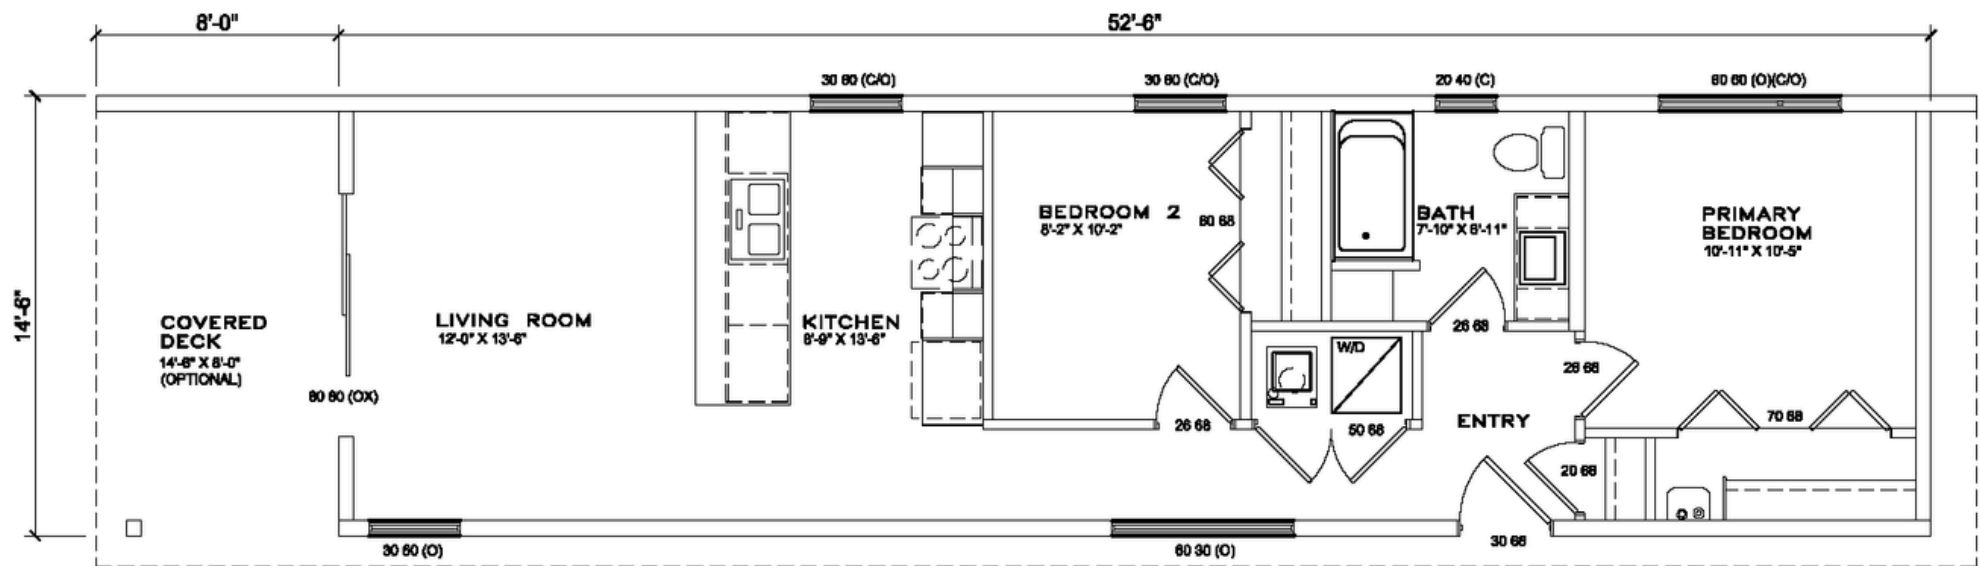 8'-0"
52'-6"
30 60 (C/O)
30 60 (C/O)
20 40 (C)
60 60 (O)(C/O)
14'-6"
COVERED
DECK
14'-6" X 8'-0"
(OPTIONAL)
80 80 (OX)
LIVING ROOM
12'-0" X 13'-6"
KITCHEN
8'-9" X 13'-6"
BEDROOM 2
8'-2" X 10'-2"
60 68
26 68
BATH
7'-10" X 6'-11"
26 68
W/D
50 68
ENTRY
28 68
PRIMARY
BEDROOM
10'-11" X 10'-5"
70 68
20 68
30 60 (O)
60 30 (O)
30 68